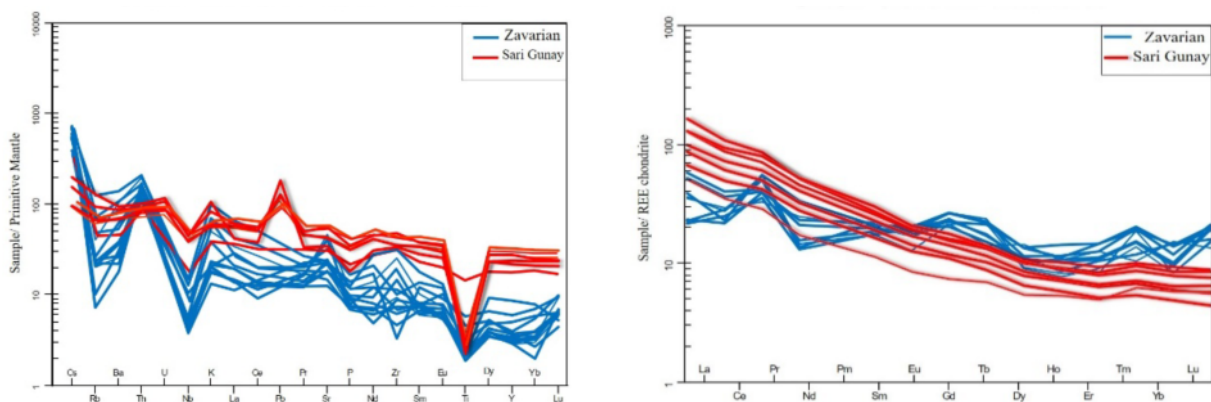 Sample/ Primitive Mantle
10000
1000
100
10
1
Zavarian
Sari Gunay
Cs Ba U K Ce Pr P Zr Eu Dy Yb
Rb Th Nb La Pb Sr Nd Sm Ti Y Lu
Sample/ REE chondrite
1000
100
10
1
Zavarian
Sari Gunay
La Pr Pm Eu Tb Ho Tm Lu
Ce Nd Sm Gd Dy Er Yb